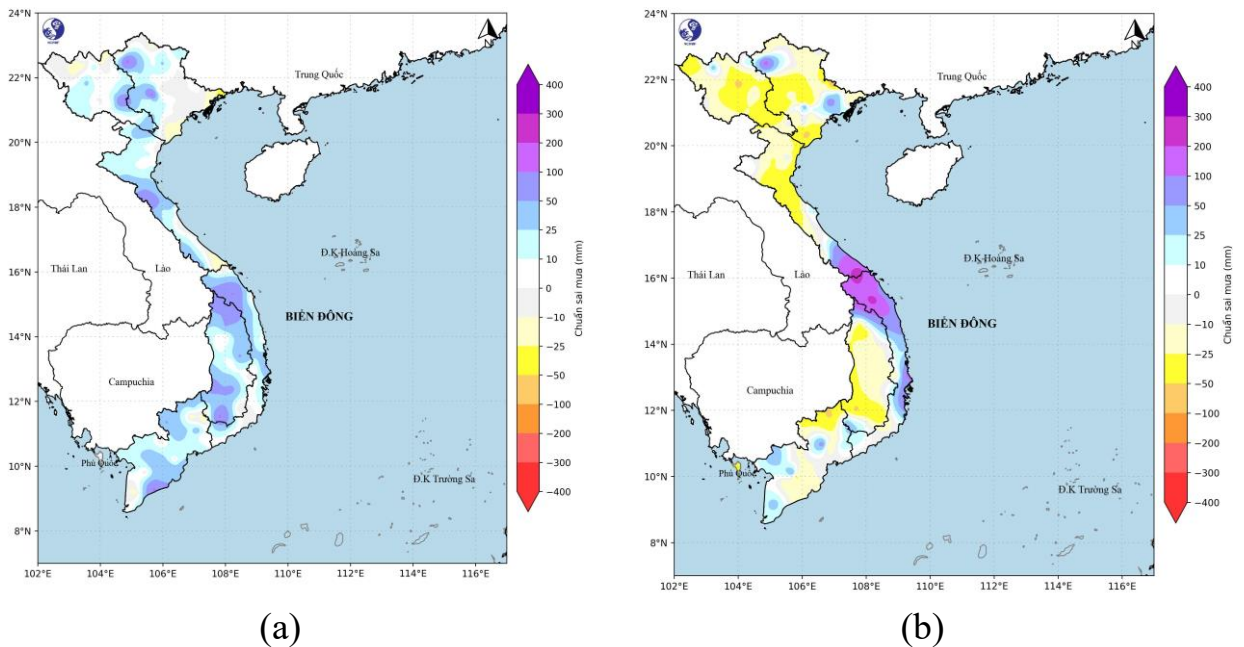 24°N
22°N
20°N
18°N
16°N
14°N
12°N
10°N
8°N
102°E 104°E 106°E 108°E 110°E 112°E 114°E 116°E
Trung Quốc
Thái Lan
Lào
Campuchia
Phú Quốc
Đ.K Hoàng Sa
BIỂN ĐÔNG
Đ.K Trường Sa
400
300
200
100
50
25
10
0
−10
−25
−50
−100
−200
−300
−400
Chuẩn sai mưa (mm)
(a)
24°N
22°N
20°N
18°N
16°N
14°N
12°N
10°N
8°N
102°E 104°E 106°E 108°E 110°E 112°E 114°E 116°E
Trung Quốc
Thái Lan
Lào
Campuchia
Phú Quốc
Đ.K Hoàng Sa
BIỂN ĐÔNG
Đ.K Trường Sa
400
300
200
100
50
25
10
0
−10
−25
−50
−100
−200
−300
−400
Chuẩn sai mưa (mm)
(b)